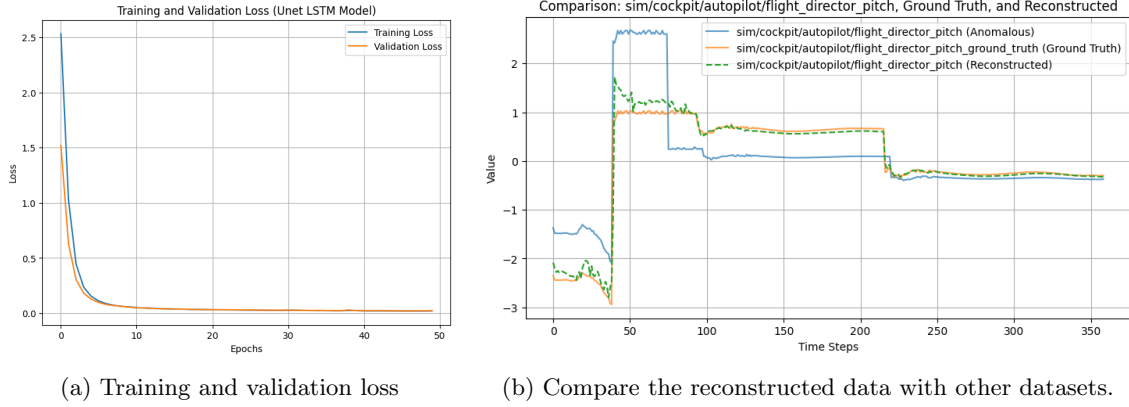 Training and Validation Loss (Unet LSTM Model)
Training Loss
Validation Loss
2.5
2.0
1.5
1.0
0.5
0.0
Loss
0 10 20 30 40 50
Epochs
(a) Training and validation loss
Comparison: sim/cockpit/autopilot/flight_director_pitch, Ground Truth, and Reconstructed
sim/cockpit/autopilot/flight_director_pitch (Anomalous)
sim/cockpit/autopilot/flight_director_pitch_ground_truth (Ground Truth)
sim/cockpit/autopilot/flight_director_pitch (Reconstructed)
2
1
0
−1
−2
−3
Value
0 50 100 150 200 250 300 350
Time Steps
(b) Compare the reconstructed data with other datasets.